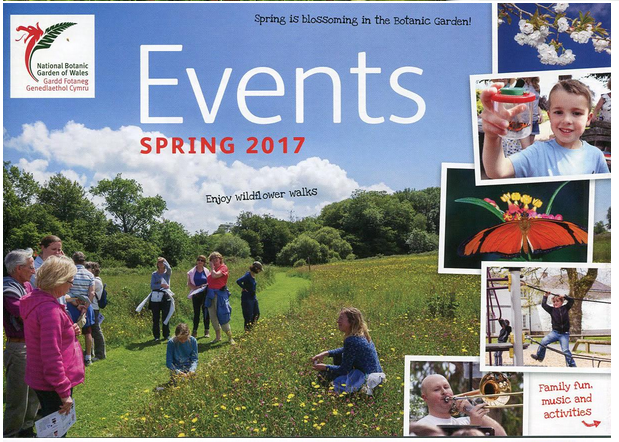 Spring is blossoming in the Botanic Garden!
National Botanic
Garden of Wales
Gardd Fotaneg
Genedlaethol Cymru
Events
SPRING 2017
Enjoy wildflower walks
Family fun,
music and
activities